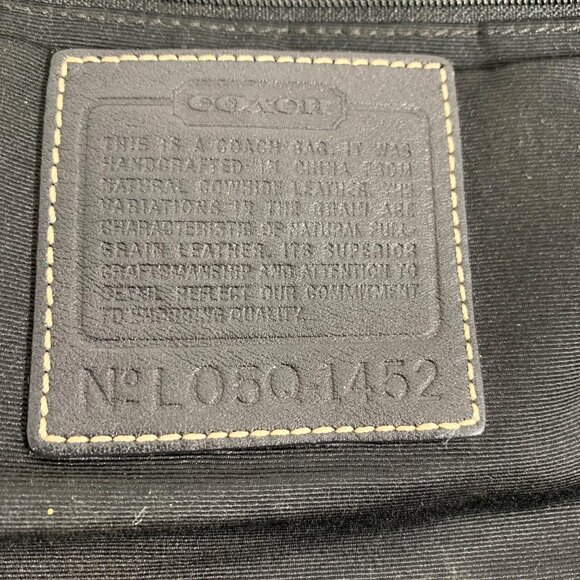 COACH
THIS IS A COACH BAG. IT WAS
HANDCRAFTED IN CHINA FROM
NATURAL COWHIDE LEATHER. THE
VARIATIONS IN THE GRAIN ARE
CHARACTERISTIC OF NATURAL FULL-
GRAIN LEATHER. ITS SUPERIOR
CRAFTSMANSHIP AND ATTENTION TO
DETAIL REFLECT OUR COMMITMENT
TO ENDURING QUALITY.
Nº L05Q-1452